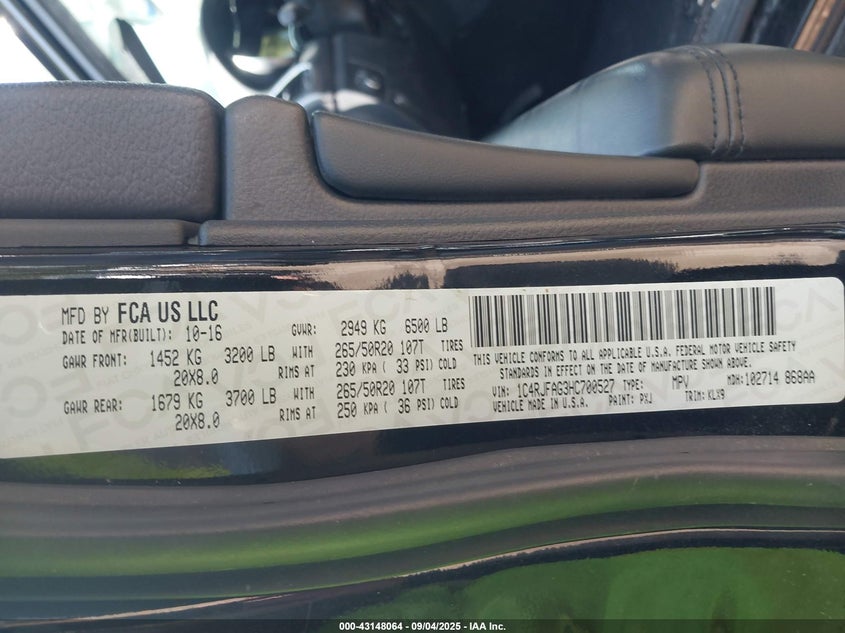 MFD BY FCA US LLC
DATE OF MFR(BUILT): 10-16 GVWR: 2949 KG 6500 LB
GAWR FRONT: 1452 KG 3200 LB WITH 265/50R20 107T TIRES
20X8.0 RIMS AT 230 KPA ( 33 PSI) COLD
GAWR REAR: 1679 KG 3700 LB WITH 265/50R20 107T TIRES
20X8.0 RIMS AT 250 KPA ( 36 PSI) COLD
THIS VEHICLE CONFORMS TO ALL APPLICABLE U.S.A. FEDERAL MOTOR VEHICLE SAFETY
STANDARDS IN EFFECT ON THE DATE OF MANUFACTURE SHOWN ABOVE.
VIN: 1C4RJFAG3HC700527 TYPE: MPV MDH: 102714 868AA
VEHICLE MADE IN U.S.A. PAINT: PXJ TRIM: KLX9
000-43148064 - 09/04/2025 - IAA Inc.